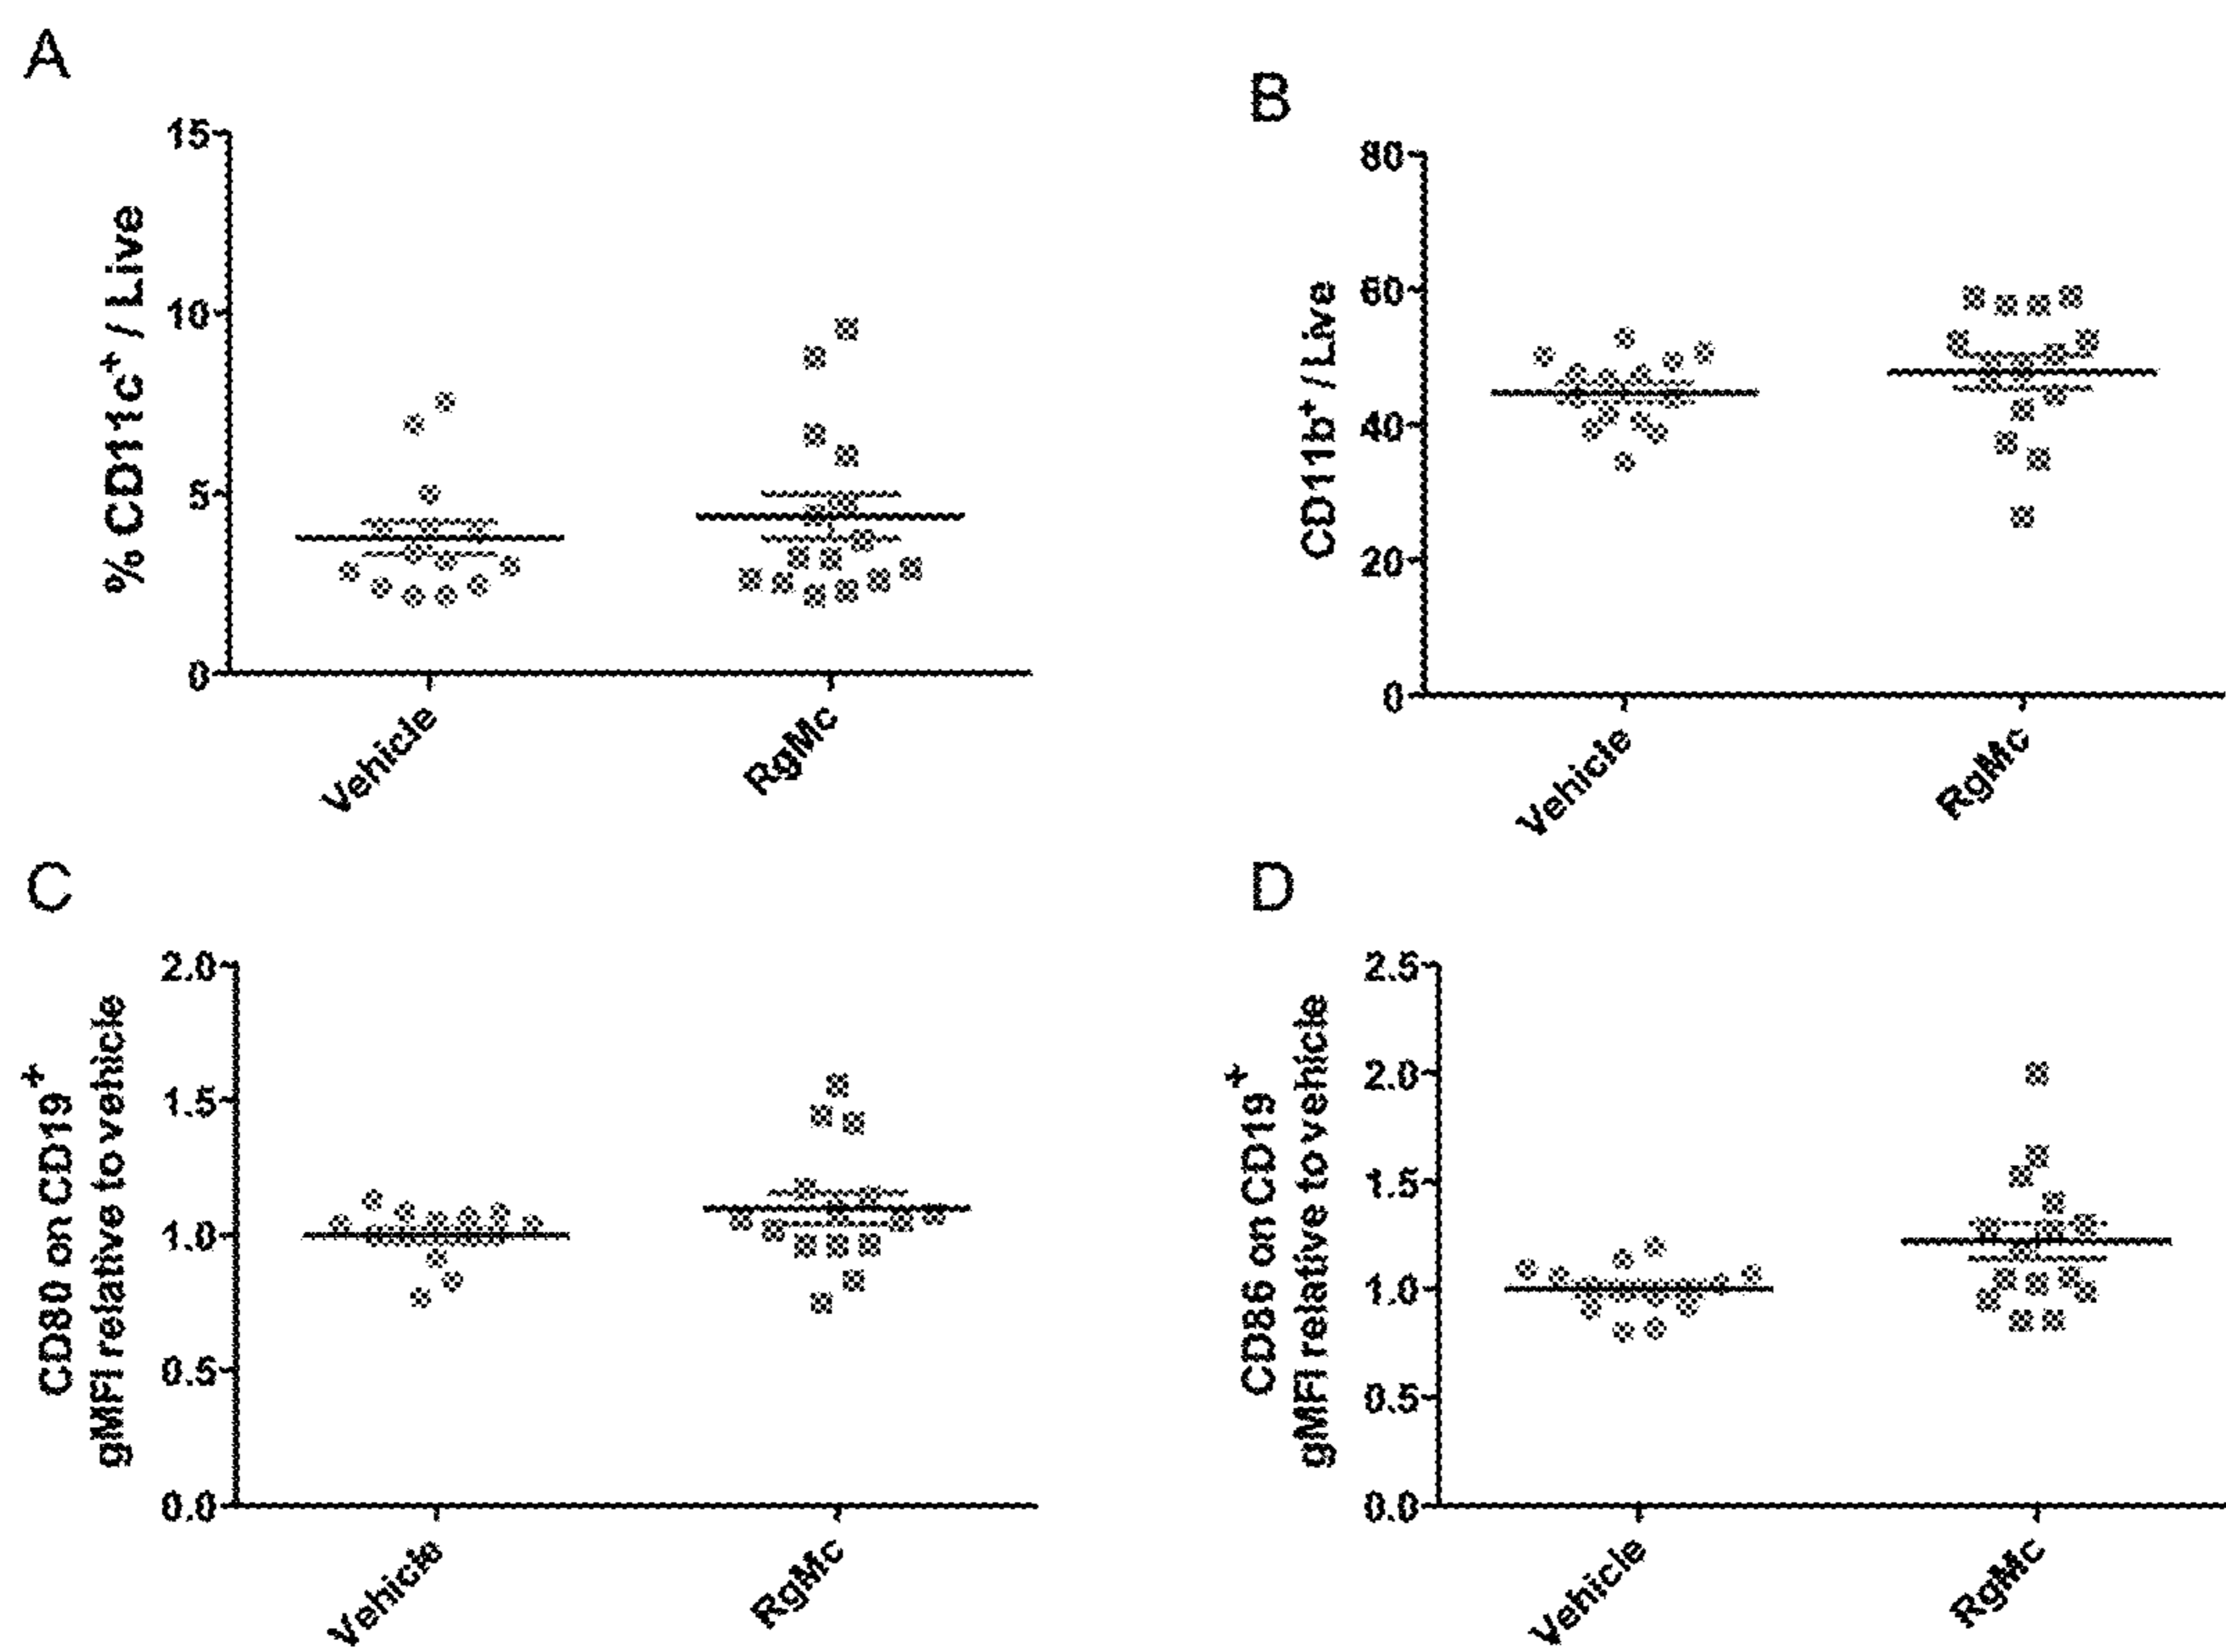 A
% CD11c+ / Live
15
10
5
0
Vehicle
RgMc
B
CD11b+ / Live
80
60
40
20
0
Vehicle
RgMc
C
CD80 on CD19+
gMFI relative to vehicle
2.0
1.5
1.0
0.5
0.0
Vehicle
RgMc
D
CD86 on CD19+
gMFI relative to vehicle
2.5
2.0
1.5
1.0
0.5
0.0
Vehicle
RgMc